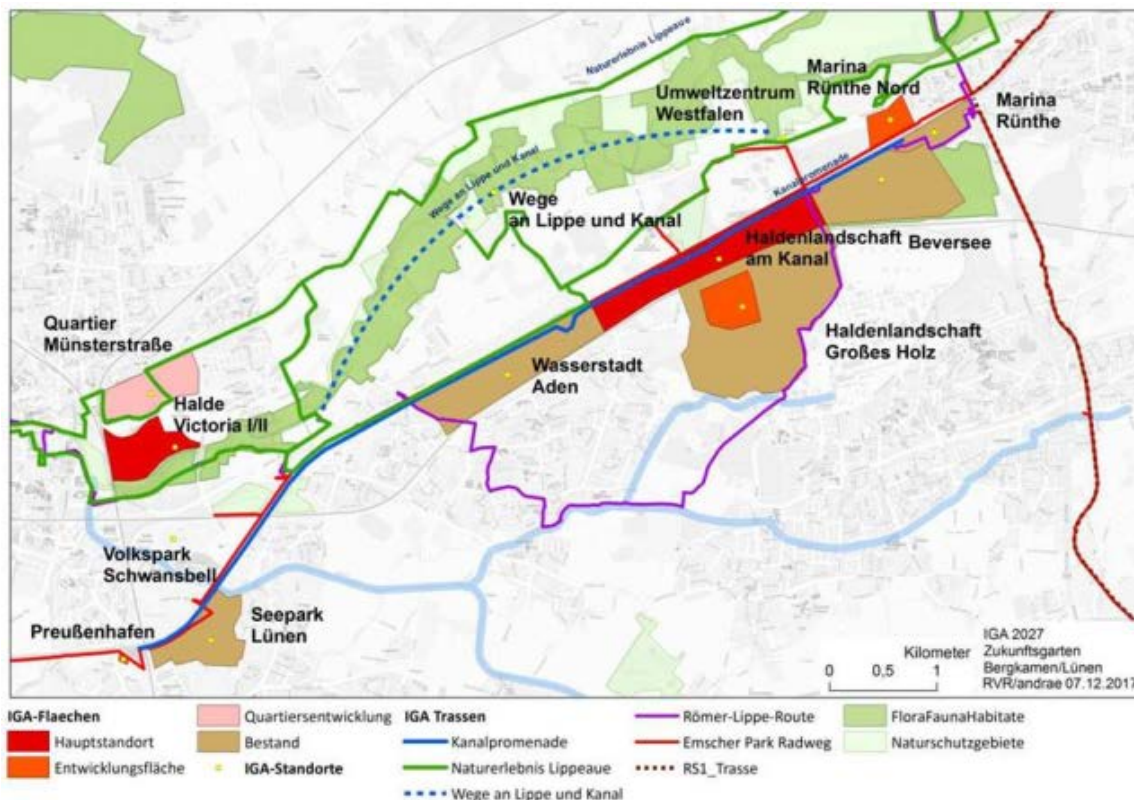 Naturerlebnis Lippeaue
Marina
Rünthe Nord
Umweltzentrum
Westfalen
Marina
Rünthe
Kanalpromenade
Wege an Lippe und Kanal
Wege
an Lippe und Kanal
Haldenlandschaft
am Kanal
Beversee
Quartier
Münsterstraße
Haldenlandschaft
Großes Holz
Wasserstadt
Aden
Halde
Victoria I/II
Volkspark
Schwansbell
Seepark
Lünen
Preußenhafen
Kilometer
0 0,5 1
IGA 2027
Zukunftsgarten
Bergkamen/Lünen
RVR/andrae 07.12.2017
IGA-Flaechen
Hauptstandort
Entwicklungsfläche
Quartiersentwicklung
Bestand
IGA-Standorte
IGA Trassen
Kanalpromenade
Naturerlebnis Lippeaue
Wege an Lippe und Kanal
Römer-Lippe-Route
Emscher Park Radweg
RS1_Trasse
FloraFaunaHabitate
Naturschutzgebiete